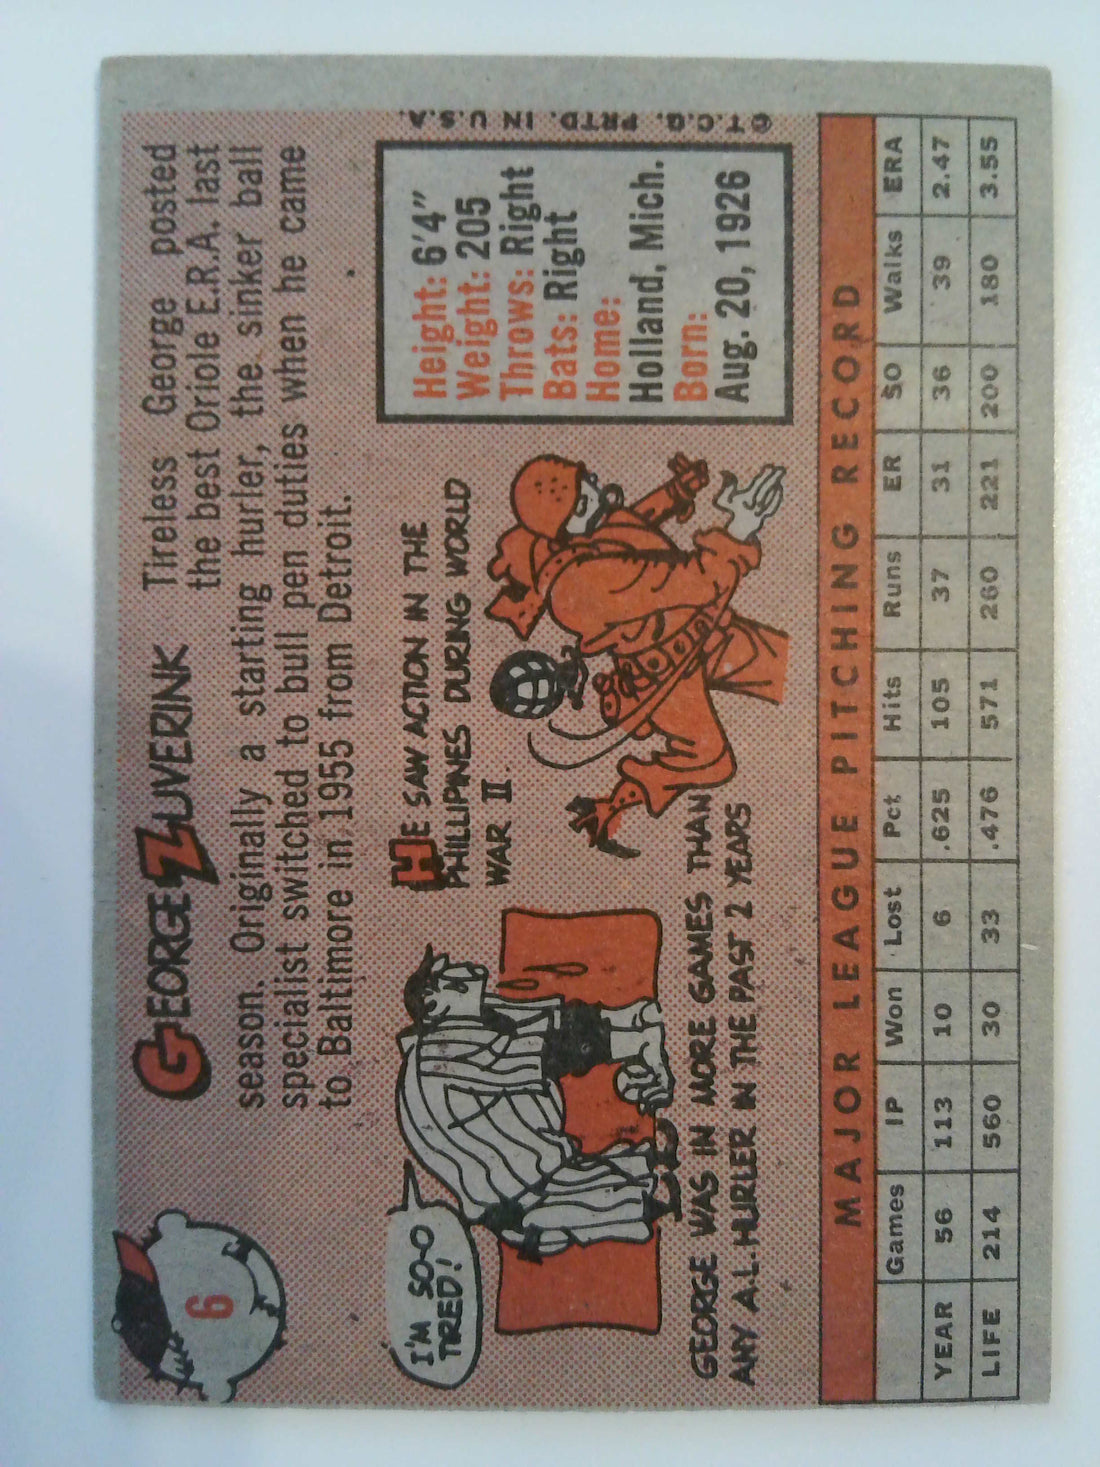 6
GEORGE ZUVERINK
Tireless George posted
the best Oriole E.R.A. last
season. Originally a starting hurler, the sinker ball
specialist switched to bull pen duties when he came
to Baltimore in 1955 from Detroit.
I'M SO-O
TIRED!
GEORGE WAS IN MORE GAMES THAN
ANY A.L. HURLER IN THE PAST 2 YEARS
HE SAW ACTION IN THE
PHILLIPINES DURING WORLD
WAR II.
Height: 6'4"
Weight: 205
Throws: Right
Bats: Right
Home:
Holland, Mich.
Born:
Aug. 20, 1926
© T.C.G. PRTD. IN U.S.A.
MAJOR LEAGUE PITCHING RECORD
Games IP Won Lost Pct Hits Runs ER SO Walks ERA
YEAR 56 113 10 6 .625 105 37 31 36 39 2.47
LIFE 214 560 30 33 .476 571 260 221 200 180 3.55